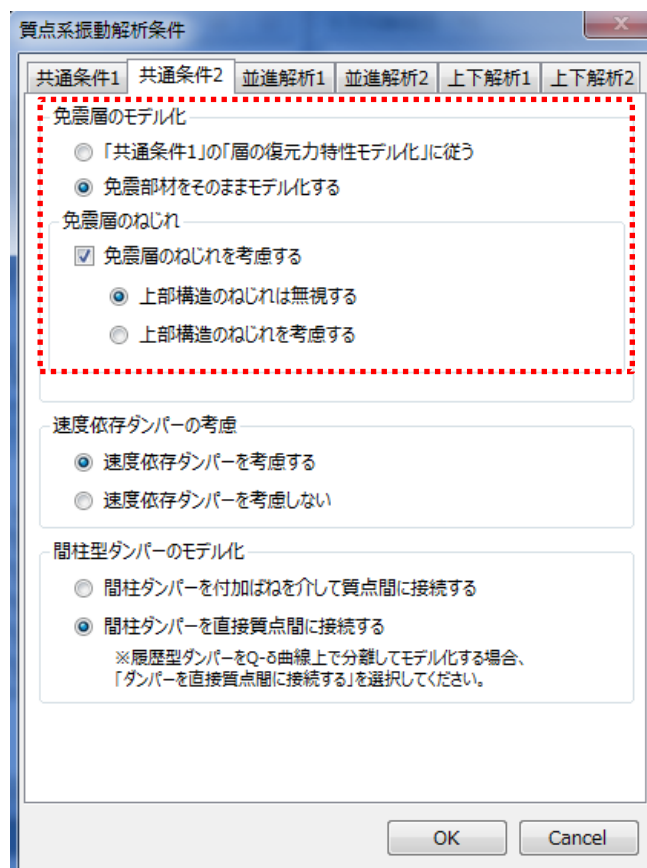 質点系振動解析条件
x
共通条件1 共通条件2 並進解析1 並進解析2 上下解析1 上下解析2
免震層のモデル化
「共通条件1」の「層の復元力特性モデル化」に従う
免震部材をそのままモデル化する
免震層のねじれ
免震層のねじれを考慮する
上部構造のねじれは無視する
上部構造のねじれを考慮する
速度依存ダンパーの考慮
速度依存ダンパーを考慮する
速度依存ダンパーを考慮しない
間柱型ダンパーのモデル化
間柱ダンパーを付加ばねを介して質点間に接続する
間柱ダンパーを直接質点間に接続する
※履歴型ダンパーをQ-δ曲線上で分離してモデル化する場合、
「ダンパーを直接質点間に接続する」を選択してください。
OK Cancel